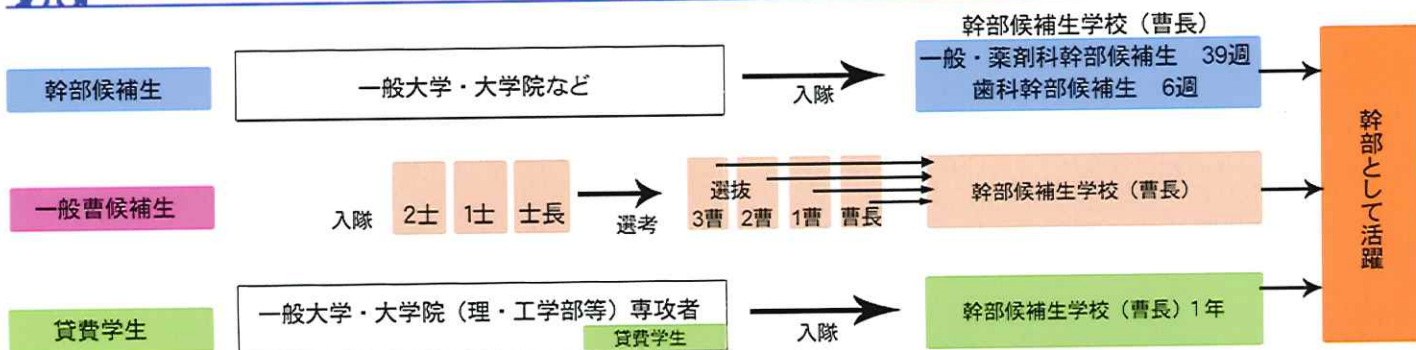 幹部候補生学校（曹長）
幹部候補生
一般大学・大学院など
入隊
一般・薬剤科幹部候補生　39週
歯科幹部候補生　6週
一般曹候補生
入隊
2士
1士
士長
選考
選抜
3曹
2曹
1曹
曹長
幹部候補生学校（曹長）
貸費学生
一般大学・大学院（理・工学部等）専攻者
貸費学生
入隊
幹部候補生学校（曹長）1年
幹部として活躍